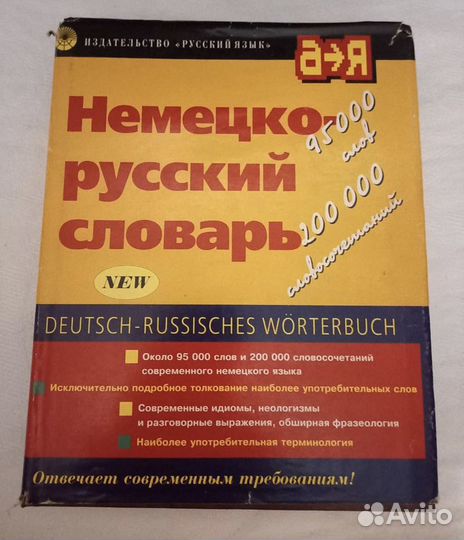 ИЗДАТЕЛЬСТВО «РУССКИЙ ЯЗЫК»
а→Я
Немецко-
русский
словарь
95000
слов
200 000
словосочетаний
NEW
DEUTSCH-RUSSISCHES WÖRTERBUCH
Около 95 000 слов и 200 000 словосочетаний
современного немецкого языка
Исключительно подробное толкование наиболее употребительных слов
Современные идиомы, неологизмы
и разговорные выражения, обширная фразеология
Наиболее употребительная терминология
Отвечает современным требованиям!
Avito